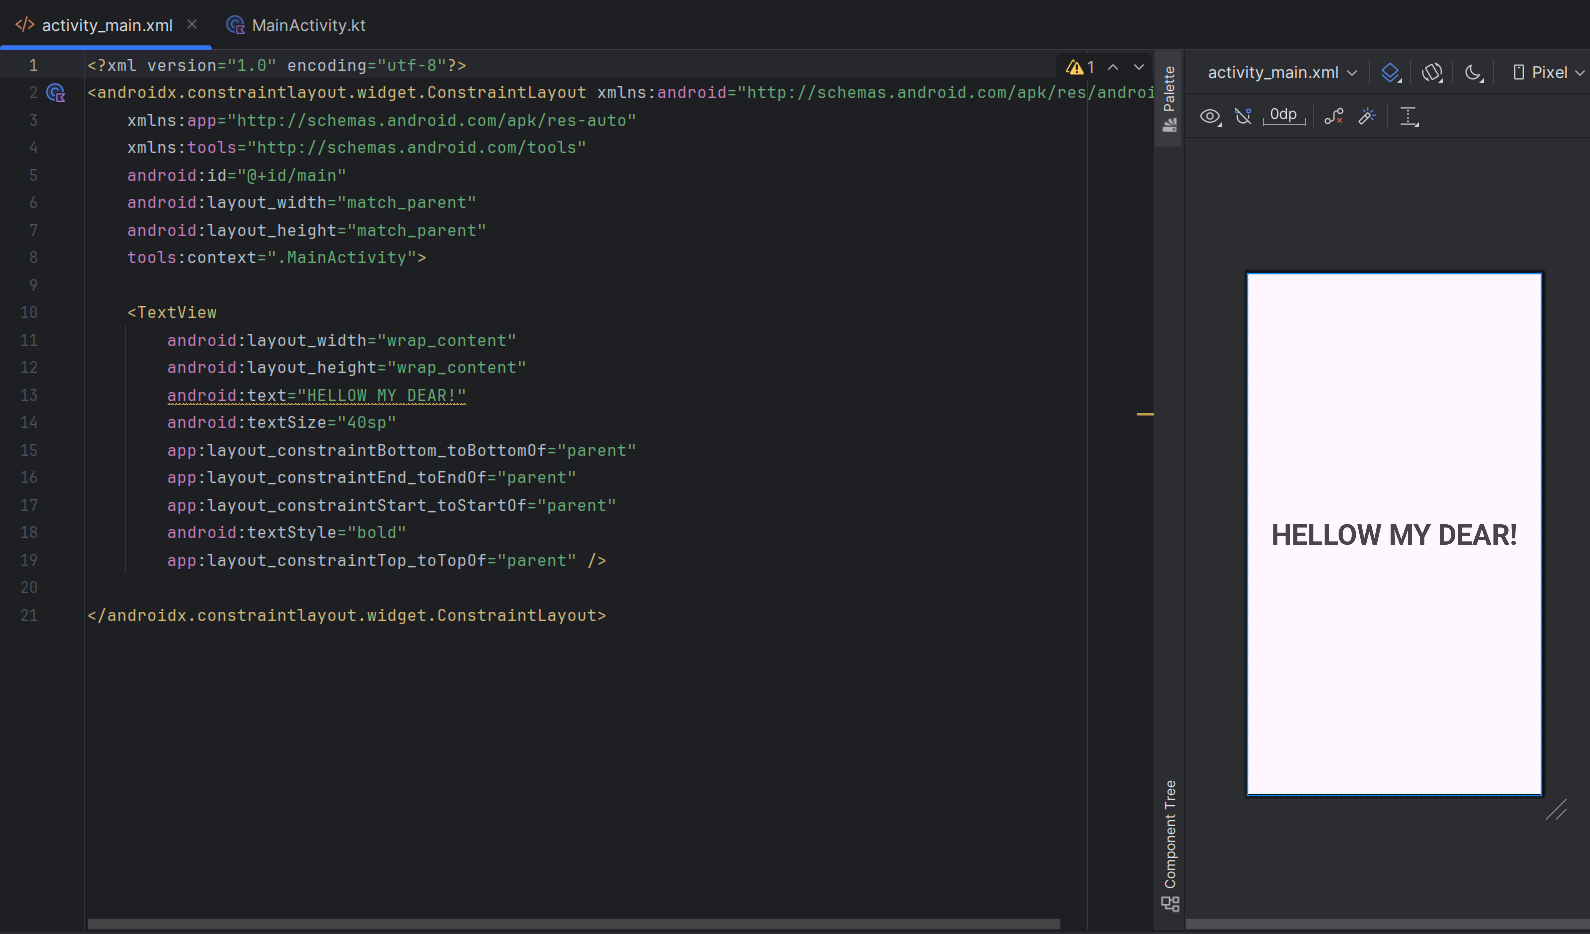 activity_main.xml
MainActivity.kt
1 <?xml version="1.0" encoding="utf-8"?>
2 <androidx.constraintlayout.widget.ConstraintLayout xmlns:android="http://schemas.android.com/apk/res/androi
3 xmlns:app="http://schemas.android.com/apk/res-auto"
4 xmlns:tools="http://schemas.android.com/tools"
5 android:id="@+id/main"
6 android:layout_width="match_parent"
7 android:layout_height="match_parent"
8 tools:context=".MainActivity">
9
10 <TextView
11 android:layout_width="wrap_content"
12 android:layout_height="wrap_content"
13 android:text="HELLOW MY DEAR!"
14 android:textSize="40sp"
15 app:layout_constraintBottom_toBottomOf="parent"
16 app:layout_constraintEnd_toEndOf="parent"
17 app:layout_constraintStart_toStartOf="parent"
18 android:textStyle="bold"
19 app:layout_constraintTop_toTopOf="parent" />
20
21 </androidx.constraintlayout.widget.ConstraintLayout>
1
Palette
Component Tree
activity_main.xml
Pixel
0dp
HELLOW MY DEAR!